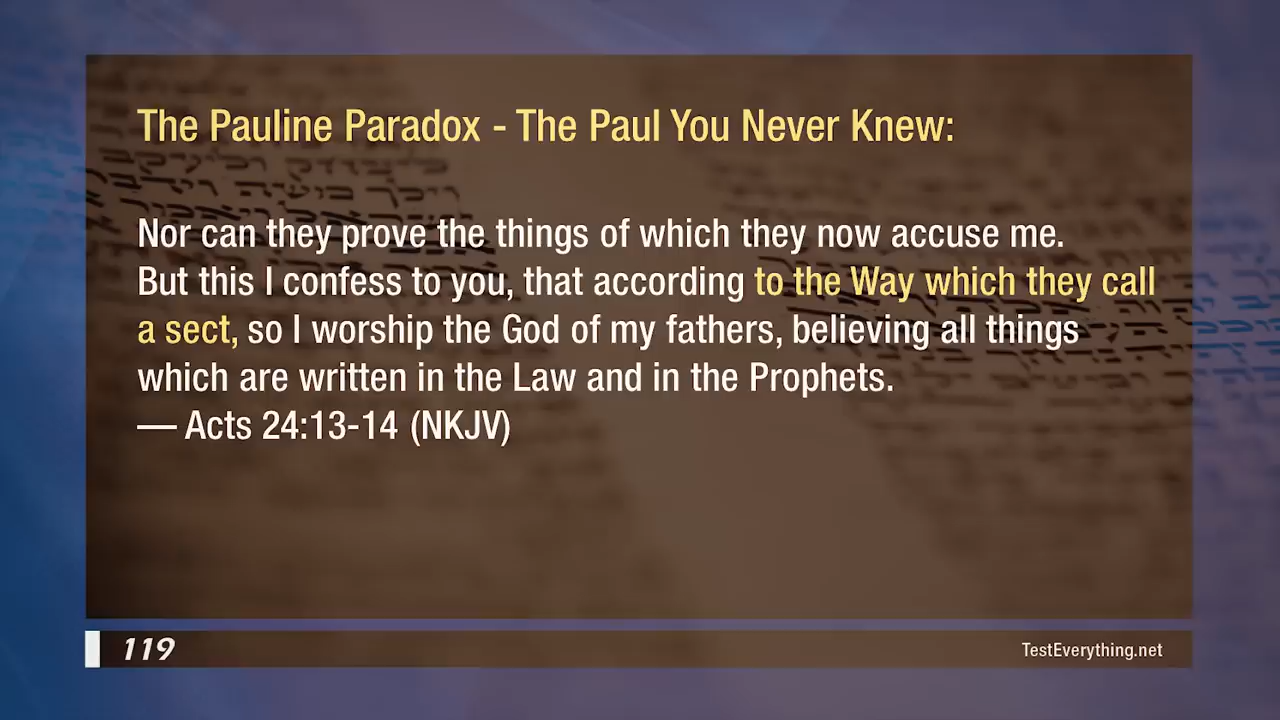 The Pauline Paradox - The Paul You Never Knew:
Nor can they prove the things of which they now accuse me.
But this I confess to you, that according to the Way which they call
a sect, so I worship the God of my fathers, believing all things
which are written in the Law and in the Prophets.
— Acts 24:13-14 (NKJV)
119
TestEverything.net